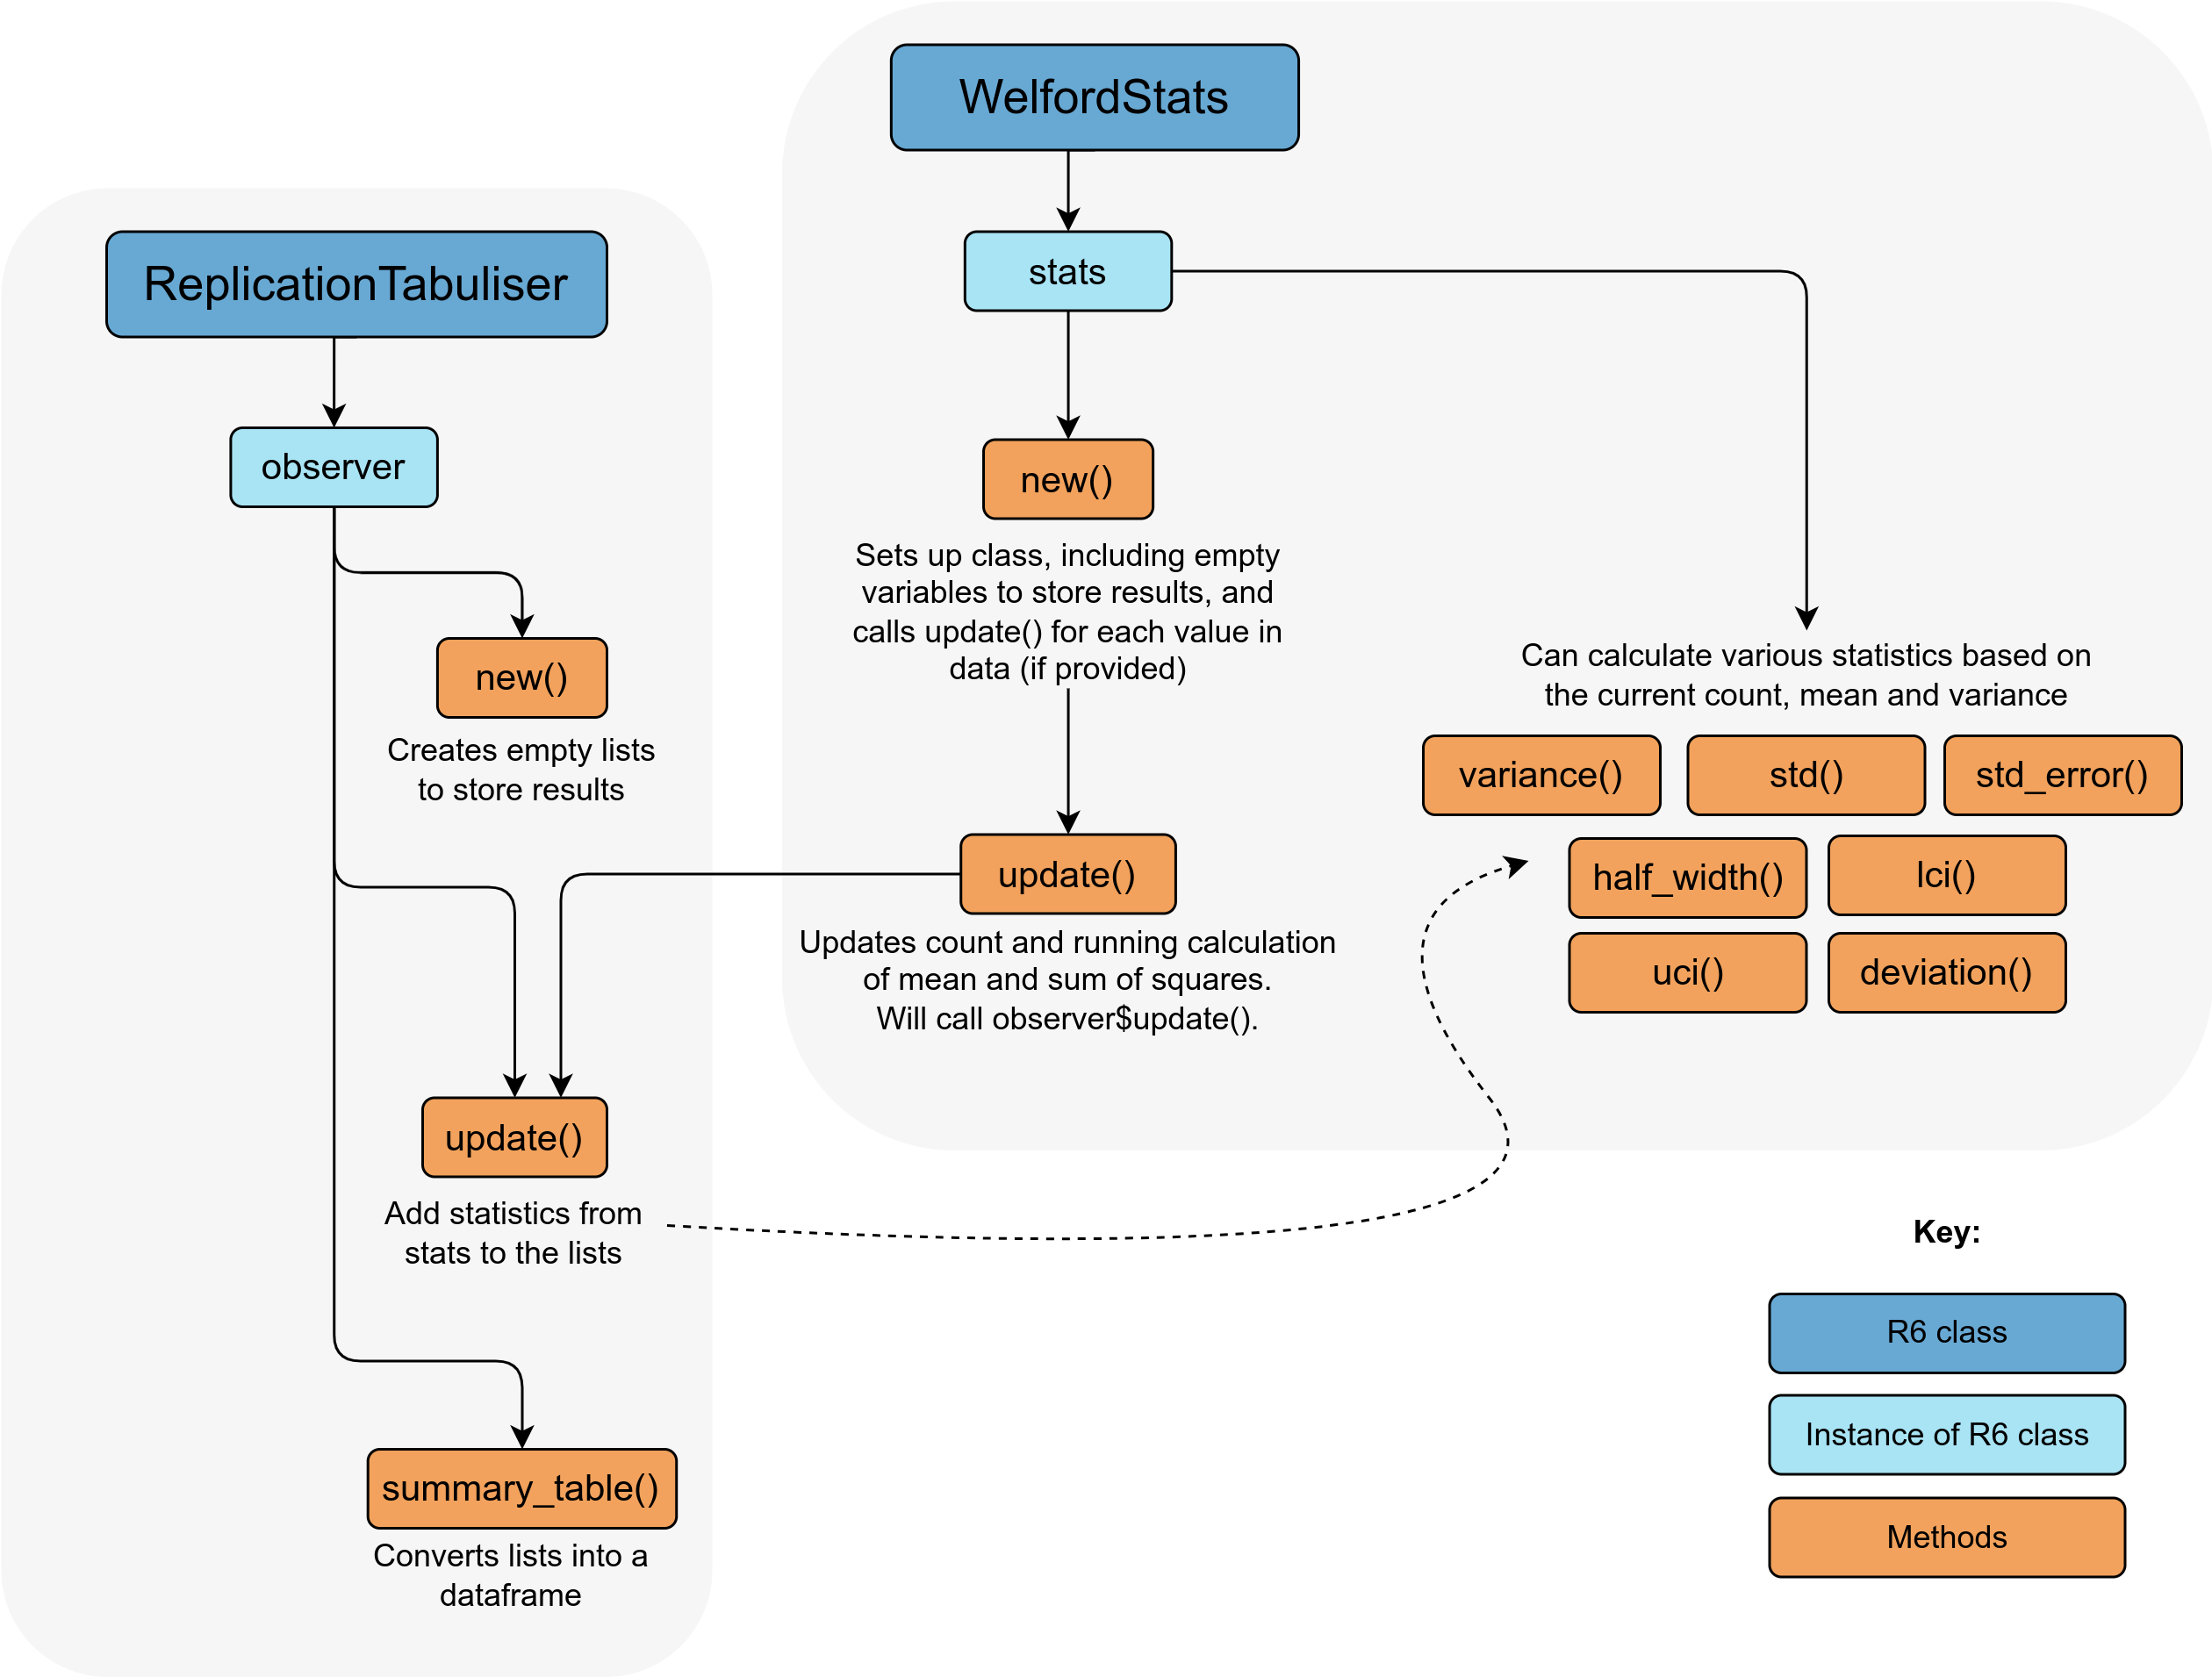 WelfordStats
stats
new()
Sets up class, including empty
variables to store results, and
calls update() for each value in
data (if provided)
update()
Updates count and running calculation
of mean and sum of squares.
Will call observer$update().
Can calculate various statistics based on
the current count, mean and variance
variance()
std()
std_error()
half_width()
lci()
uci()
deviation()
ReplicationTabuliser
observer
new()
Creates empty lists
to store results
update()
Add statistics from
stats to the lists
summary_table()
Converts lists into a
dataframe
Key:
R6 class
Instance of R6 class
Methods